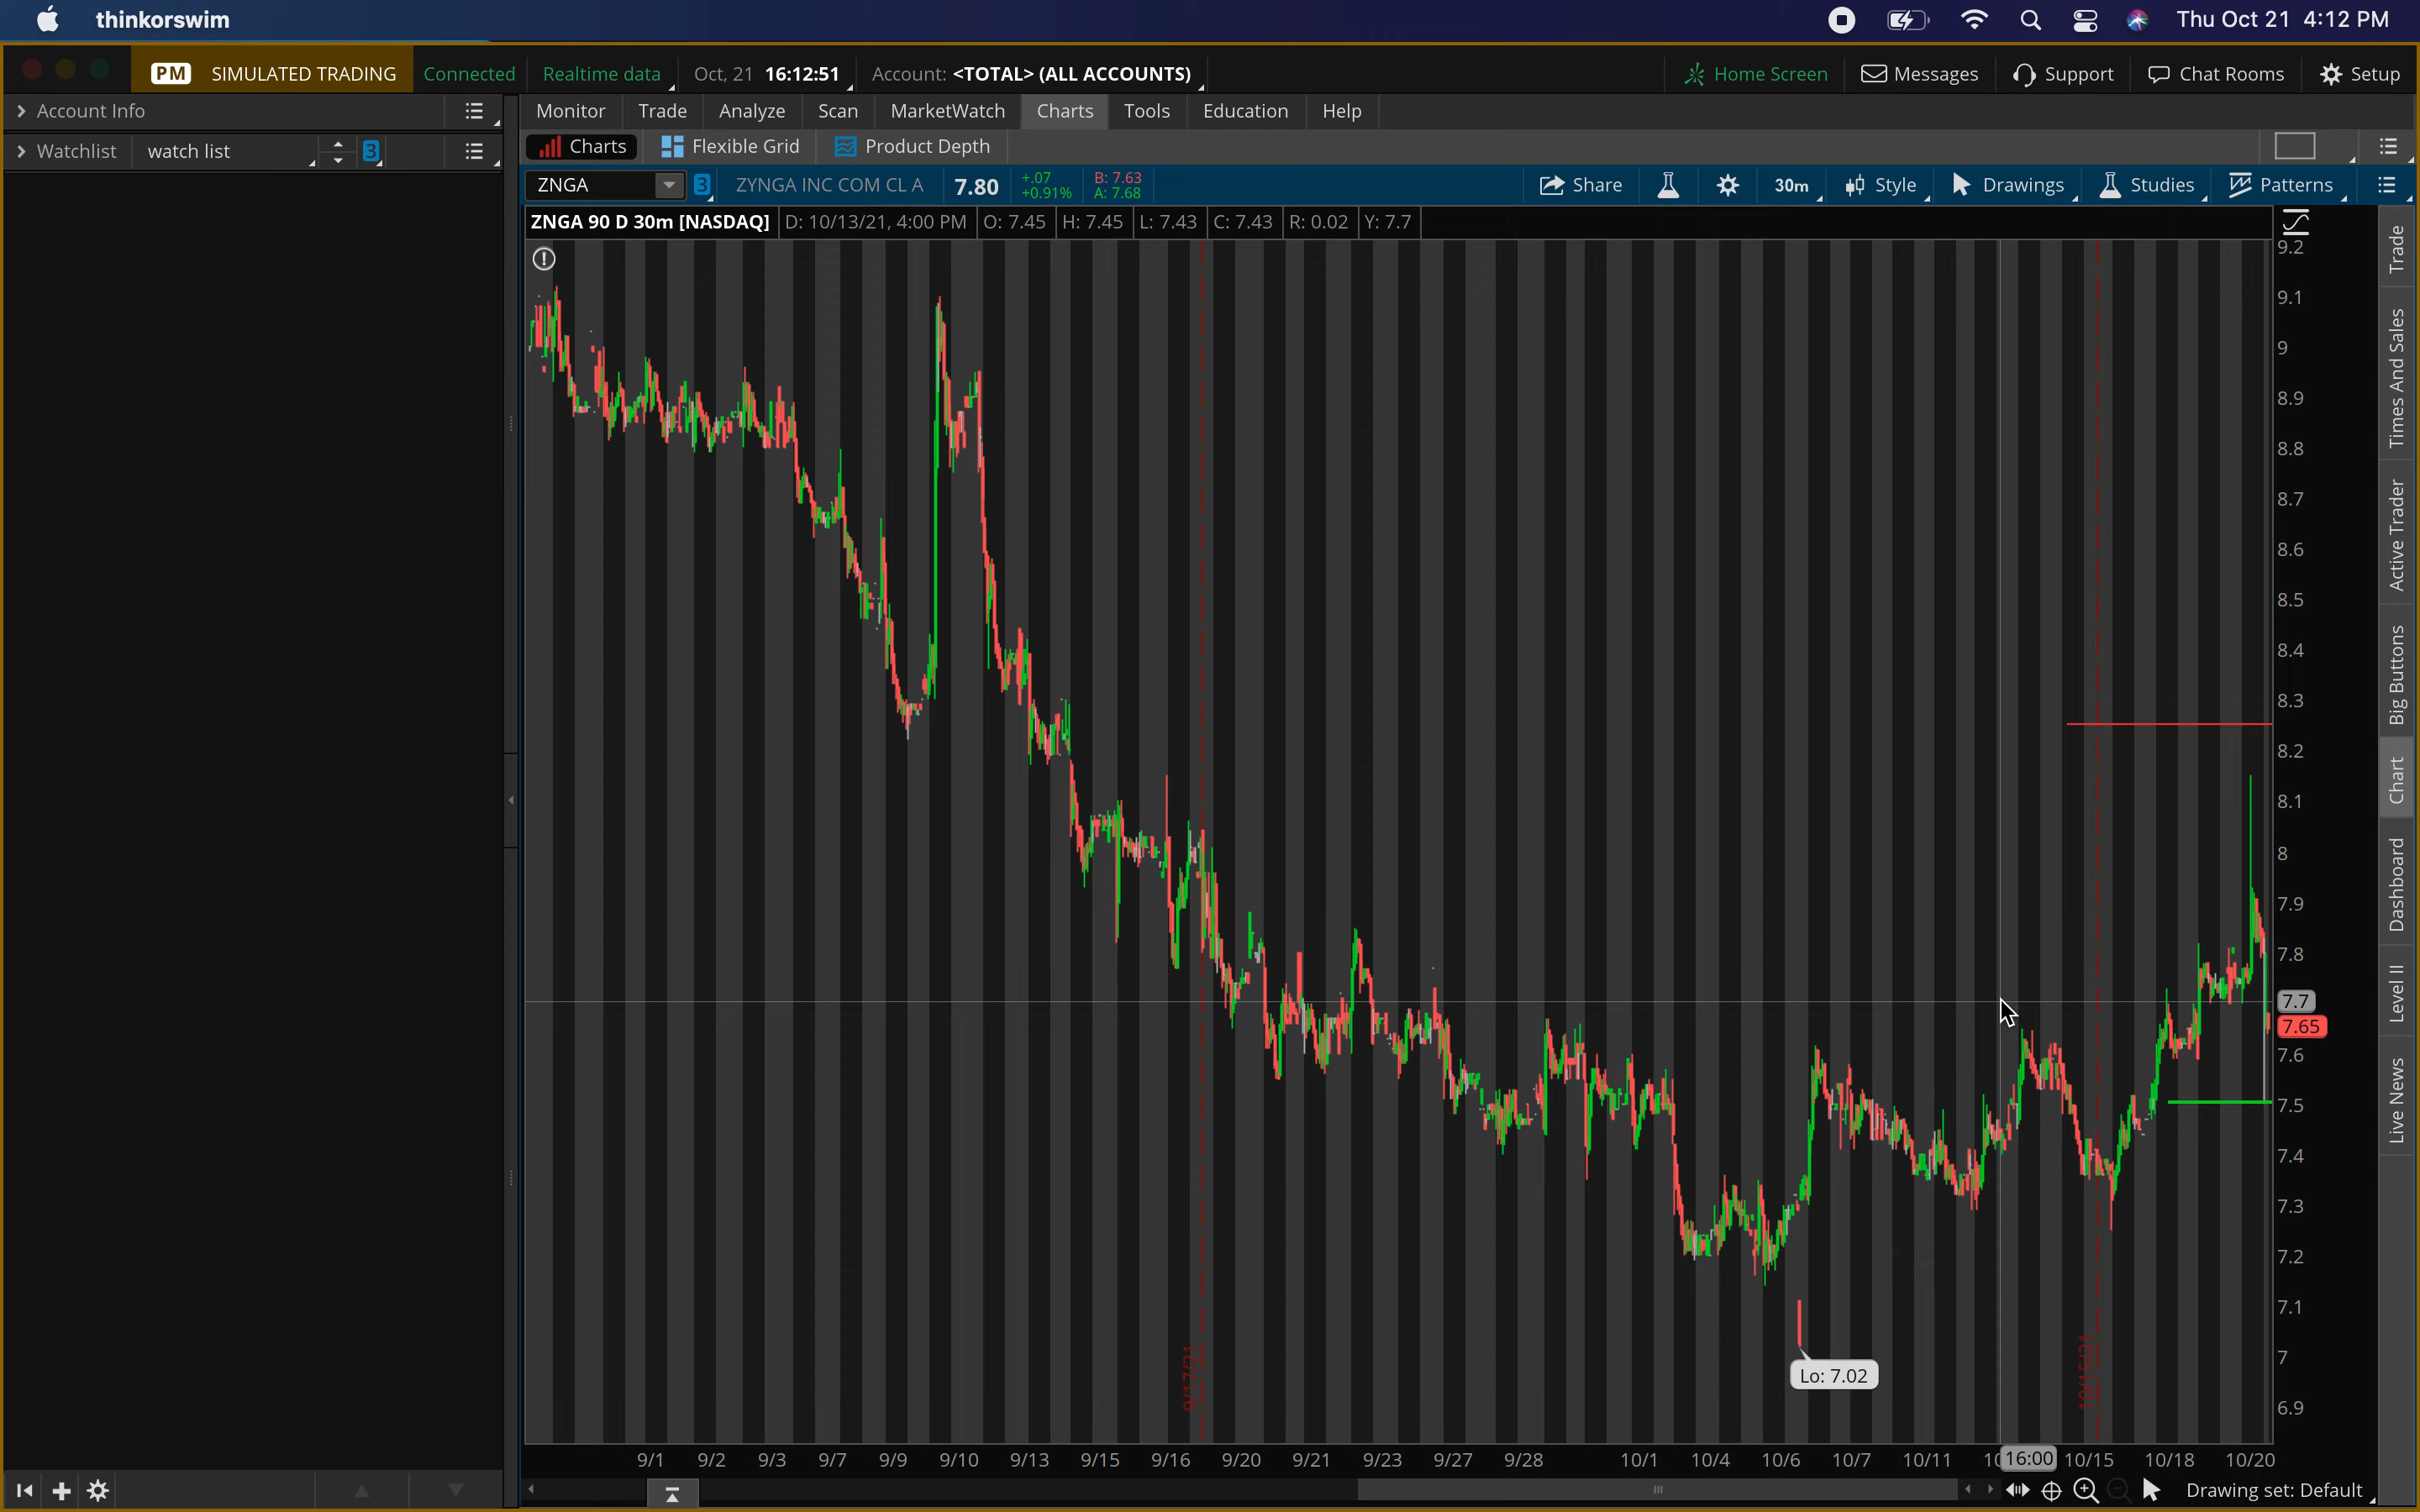 thinkorswim
Thu Oct 21 4:12 PM
PM SIMULATED TRADING Connected Realtime data Oct, 21 16:12:51 Account: <TOTAL> (ALL ACCOUNTS) Home Screen Messages Support Chat Rooms Setup
Account Info
Monitor Trade Analyze Scan MarketWatch Charts Tools Education Help
Watchlist watch list 3
Charts Flexible Grid Product Depth
ZNGA 3 ZYNGA INC COM CL A 7.80 +.07 +0.91% B: 7.63 A: 7.68 Share 30m Style Drawings Studies Patterns
ZNGA 90 D 30m [NASDAQ] D: 10/13/21, 4:00 PM O: 7.45 H: 7.45 L: 7.43 C: 7.43 R: 0.02 Y: 7.7
9.2
9.1
9
8.9
8.8
8.7
8.6
8.5
8.4
8.3
8.2
8.1
8
7.9
7.8
7.7
7.65
7.6
7.5
7.4
7.3
7.2
7.1
7
6.9
Lo: 7.02
9/17/21
10/15/21
9/1 9/2 9/3 9/7 9/9 9/10 9/13 9/15 9/16 9/20 9/21 9/23 9/27 9/28 10/1 10/4 10/6 10/7 10/11 16:00 10/15 10/18 10/20
Drawing set: Default
Trade
Times And Sales
Active Trader
Big Buttons
Chart
Dashboard
Level II
Live News